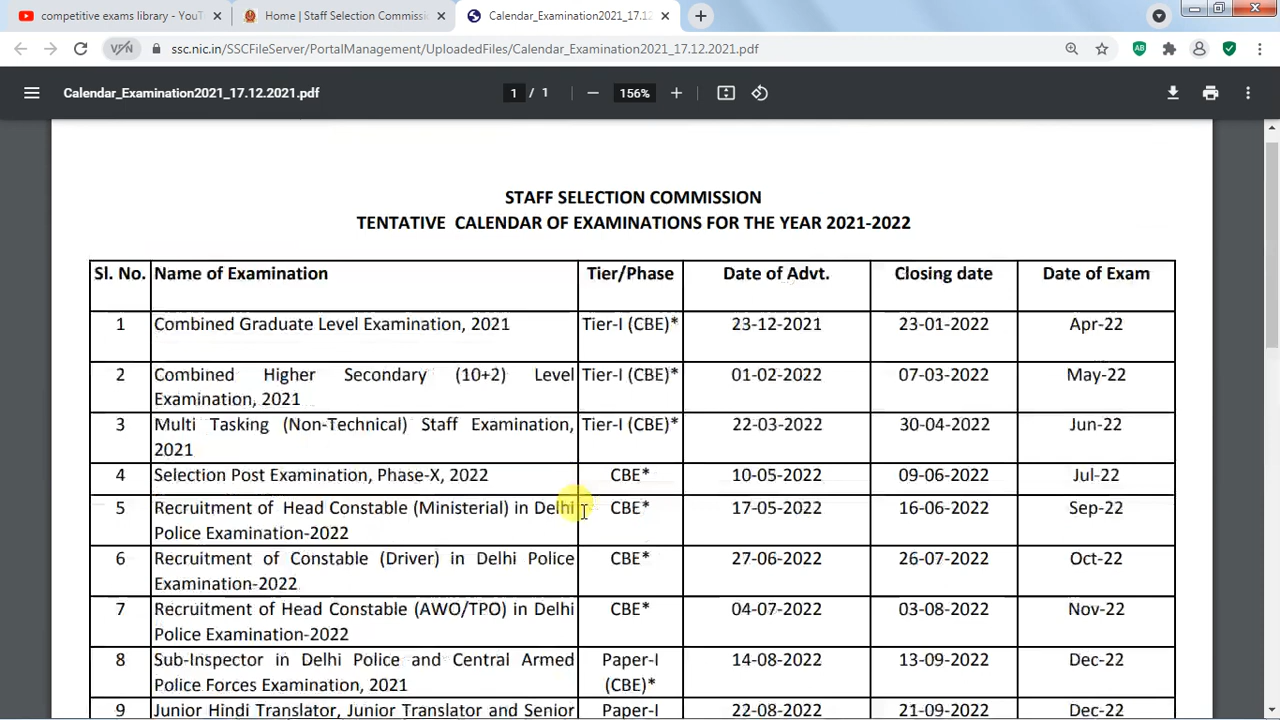 competitive exams library - YouT
Home | Staff Selection Commissi
Calendar_Examination2021_17.12
VPN
ssc.nic.in/SSCFileServer/PortalManagement/UploadedFiles/Calendar_Examination2021_17.12.2021.pdf
AB
Calendar_Examination2021_17.12.2021.pdf
1 / 1
156%
STAFF SELECTION COMMISSION
TENTATIVE CALENDAR OF EXAMINATIONS FOR THE YEAR 2021-2022
Sl. No. Name of Examination Tier/Phase Date of Advt. Closing date Date of Exam
1 Combined Graduate Level Examination, 2021 Tier-I (CBE)* 23-12-2021 23-01-2022 Apr-22
2 Combined Higher Secondary (10+2) Level Tier-I (CBE)* 01-02-2022 07-03-2022 May-22
Examination, 2021
3 Multi Tasking (Non-Technical) Staff Examination, Tier-I (CBE)* 22-03-2022 30-04-2022 Jun-22
2021
4 Selection Post Examination, Phase-X, 2022 CBE* 10-05-2022 09-06-2022 Jul-22
5 Recruitment of Head Constable (Ministerial) in Delhi CBE* 17-05-2022 16-06-2022 Sep-22
Police Examination-2022
6 Recruitment of Constable (Driver) in Delhi Police CBE* 27-06-2022 26-07-2022 Oct-22
Examination-2022
7 Recruitment of Head Constable (AWO/TPO) in Delhi CBE* 04-07-2022 03-08-2022 Nov-22
Police Examination-2022
8 Sub-Inspector in Delhi Police and Central Armed Paper-I 14-08-2022 13-09-2022 Dec-22
Police Forces Examination, 2021 (CBE)*
9 Junior Hindi Translator, Junior Translator and Senior Paper-I 22-08-2022 21-09-2022 Dec-22